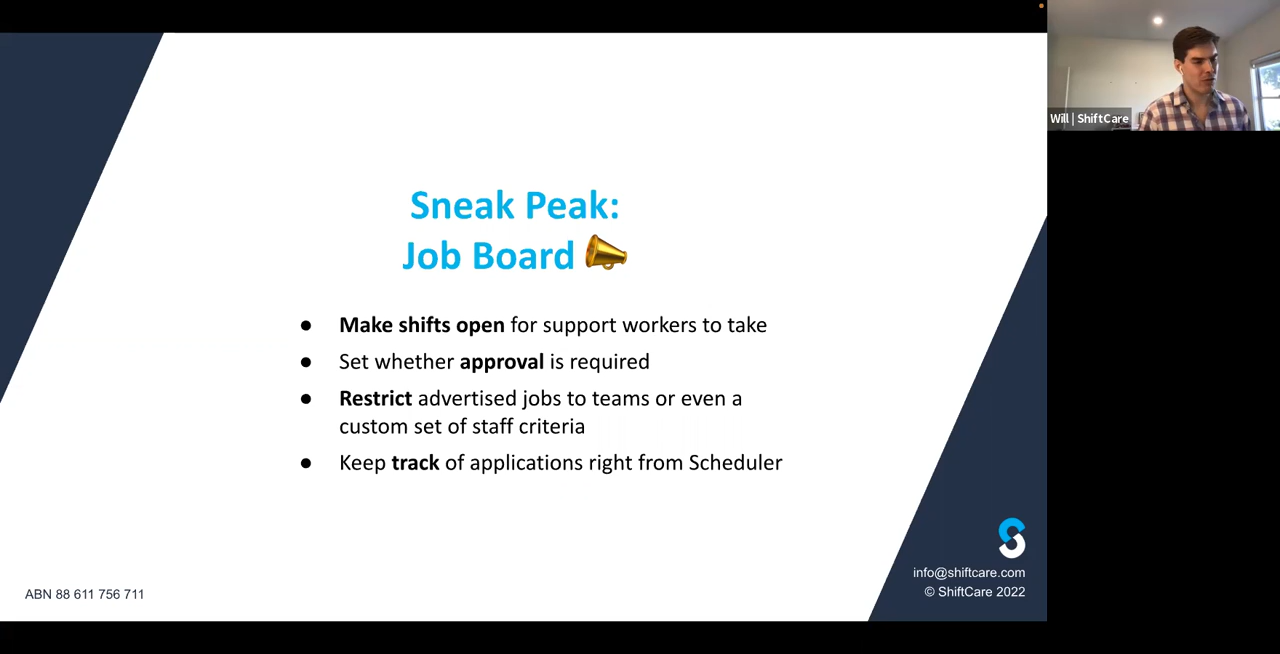 Sneak Peak:
Job Board
● Make shifts open for support workers to take
● Set whether approval is required
● Restrict advertised jobs to teams or even a
custom set of staff criteria
● Keep track of applications right from Scheduler
info@shiftcare.com
© ShiftCare 2022
ABN 88 611 756 711
Will | ShiftCare